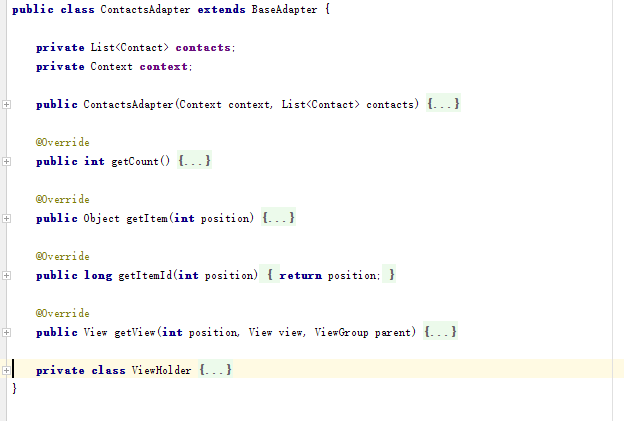 public class ContactsAdapter extends BaseAdapter {
private List<Contact> contacts;
private Context context;
public ContactsAdapter(Context context, List<Contact> contacts) {...}
@Override
public int getCount() {...}
@Override
public Object getItem(int position) {...}
@Override
public long getItemId(int position) { return position; }
@Override
public View getView(int position, View view, ViewGroup parent) {...}
private class ViewHolder {...}
}